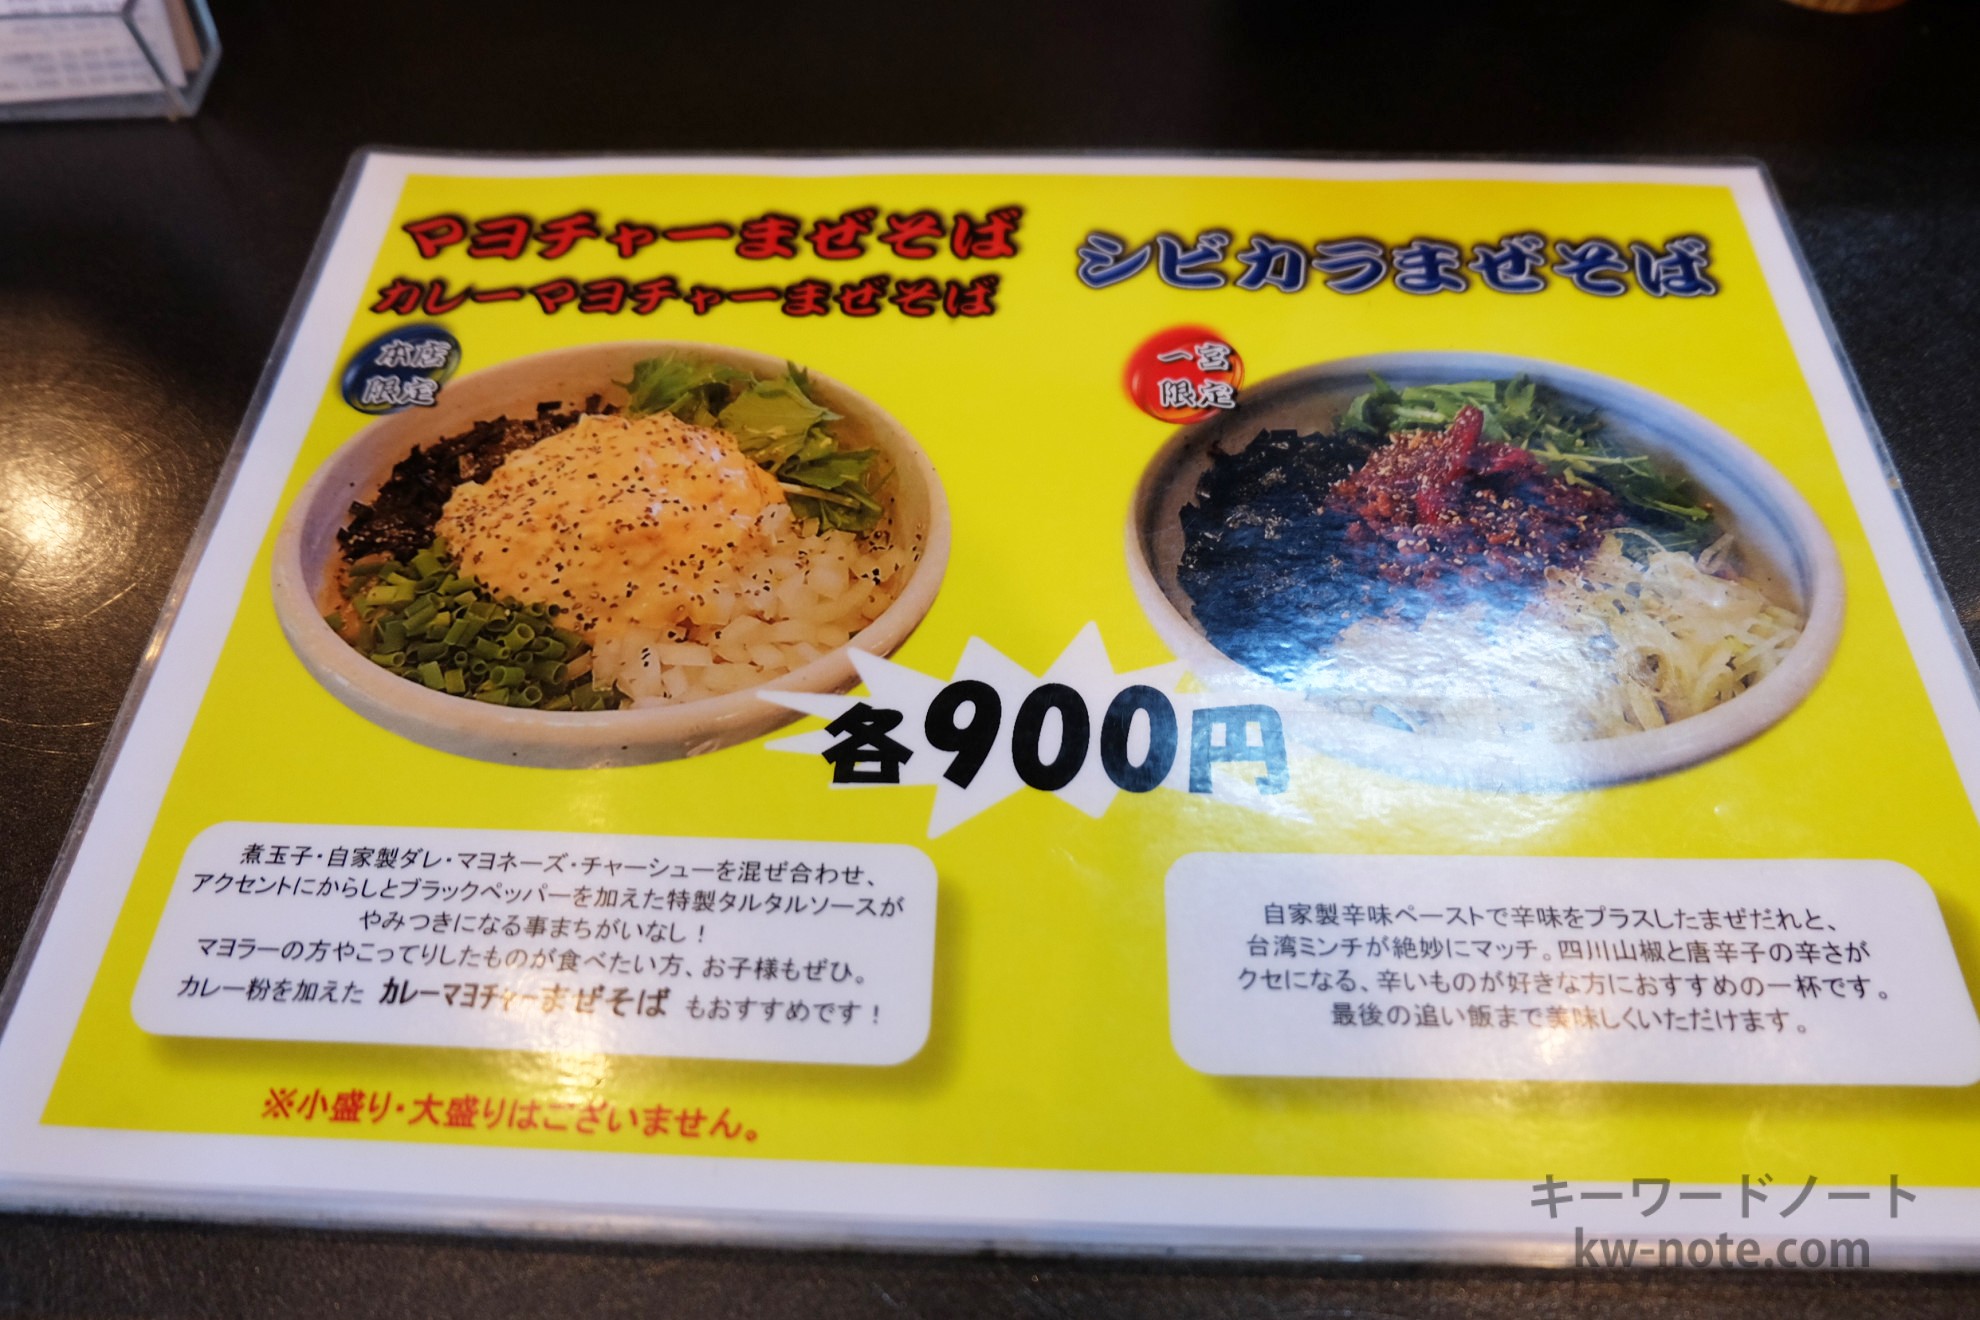 マヨチャーまぜそば
カレーマヨチャーまぜそば
本店
限定
シビカラまぜそば
一宮
限定
各900円
煮玉子・自家製ダレ・マヨネーズ・チャーシューを混ぜ合わせ、
アクセントにからしとブラックペッパーを加えた特製タルタルソースが
やみつきになる事まちがいなし！
マヨラーの方やこってりしたものが食べたい方、お子様もぜひ。
カレー粉を加えた カレーマヨチャーまぜそば もおすすめです！
※小盛り・大盛りはございません。
自家製辛味ペーストで辛味をプラスしたまぜだれと、
台湾ミンチが絶妙にマッチ。四川山椒と唐辛子の辛さが
クセになる、辛いものが好きな方におすすめの一杯です。
最後の追い飯まで美味しくいただけます。
キーワードノート
kw-note.com